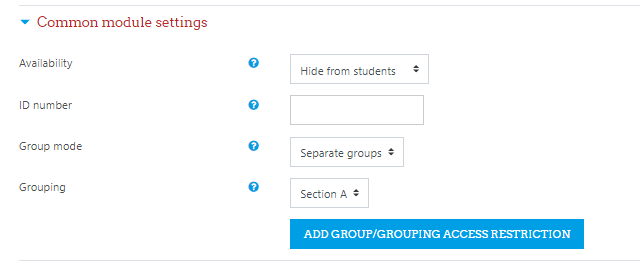 Common module settings
Availability
Hide from students
ID number
Group mode
Separate groups
Grouping
Section A
ADD GROUP/GROUPING ACCESS RESTRICTION